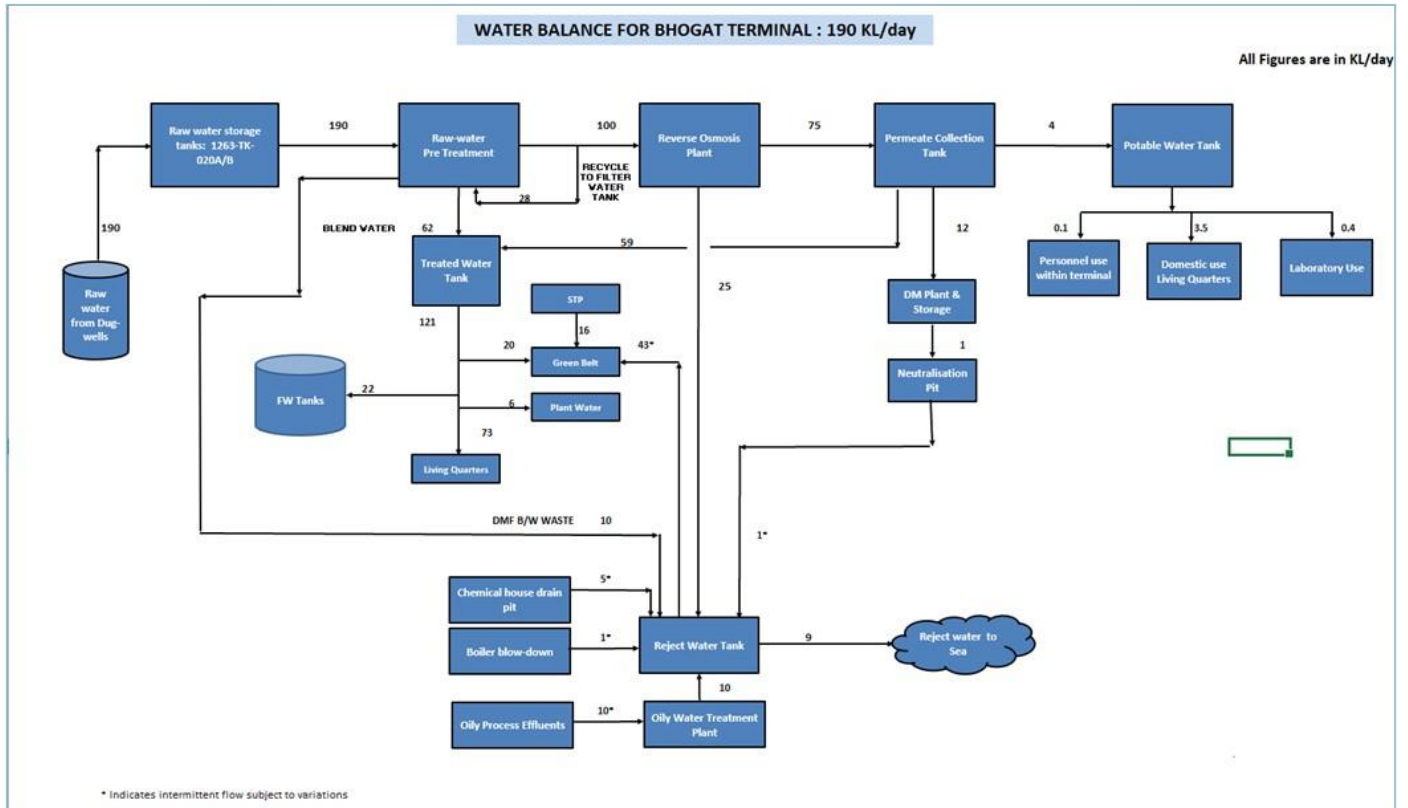 WATER BALANCE FOR BHOGAT TERMINAL : 190 KL/day
All Figures are in KL/day
Raw water storage
tanks: 1263-TK-
020A/B
190
Raw-water
Pre Treatment
100
Reverse Osmosis
Plant
75
Permeate Collection
Tank
4
Potable Water Tank
RECYCLE
TO FILTER
WATER
TANK
28
190
BLEND WATER
62
59
12
0.1
3.5
0.4
Raw
water
from Dug-
wells
Treated Water
Tank
Personnel use
within terminal
Domestic use
Living Quarters
Laboratory Use
25
DM Plant &
Storage
STP
121
16
20
43*
1
Green Belt
FW Tanks
22
Neutralisation
Pit
6
Plant Water
73
Living Quarters
DMF B/W WASTE
10
1*
Chemical house drain
pit
5*
Boiler blow-down
1*
Reject Water Tank
9
Reject water to
Sea
10
Oily Process Effluents
10*
Oily Water Treatment
Plant
* Indicates intermittent flow subject to variations